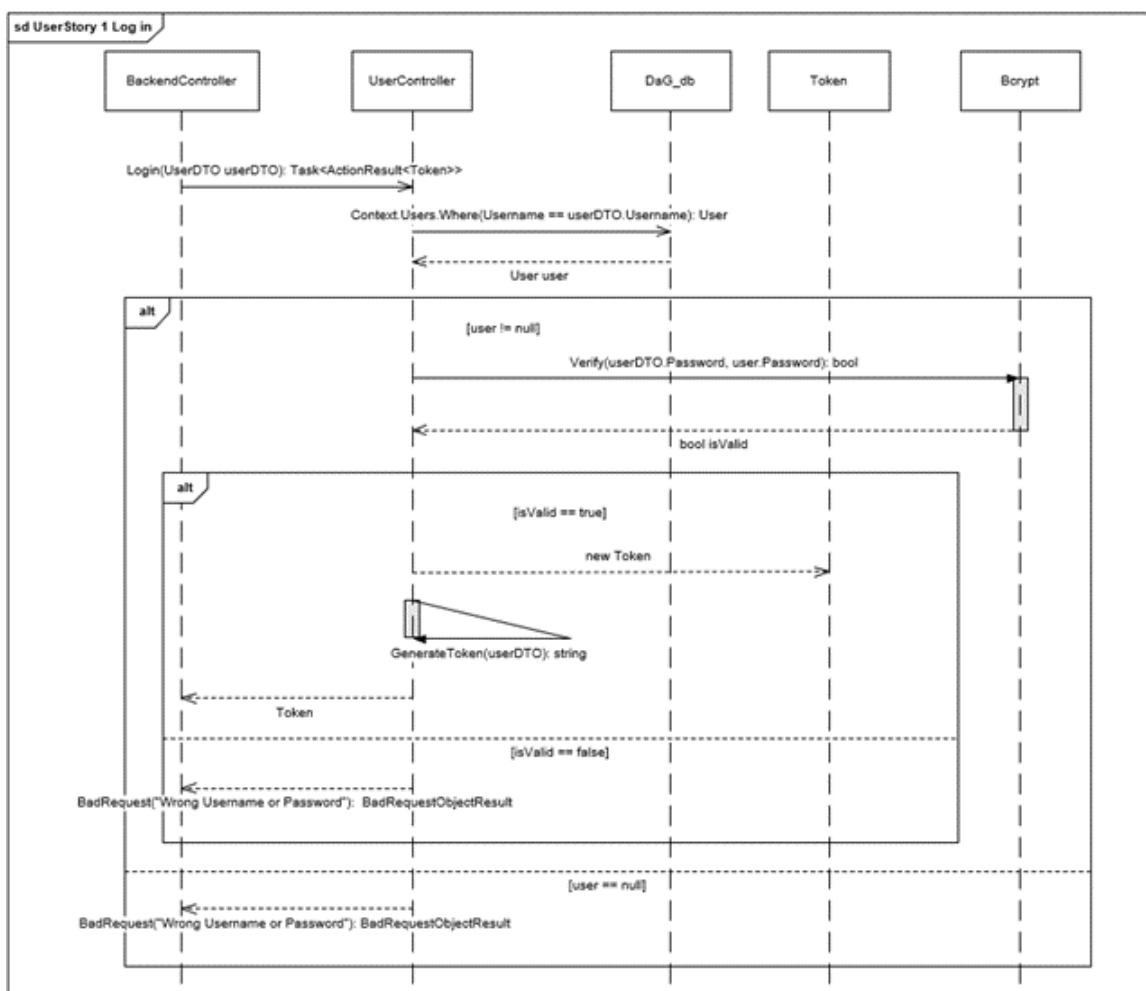 sd UserStory 1 Log in
BackendController
UserController
DaG_db
Token
Bcrypt
Login(UserDTO userDTO): Task<ActionResult<Token>>
Context.Users.Where(Username == userDTO.Username): User
User user
alt
[user != null]
Verify(userDTO.Password, user.Password): bool
bool isValid
alt
[isValid == true]
new Token
GenerateToken(userDTO): string
Token
[isValid == false]
BadRequest("Wrong Username or Password"): BadRequestObjectResult
[user == null]
BadRequest("Wrong Username or Password"): BadRequestObjectResult